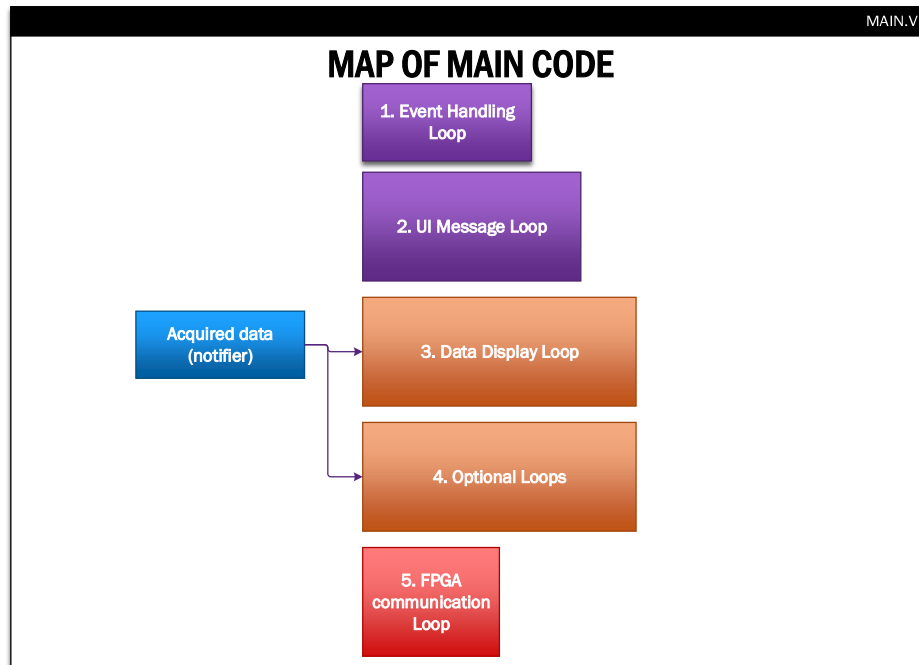 MAIN.V
MAP OF MAIN CODE
1. Event Handling
Loop
2. UI Message Loop
Acquired data
(notifier)
3. Data Display Loop
4. Optional Loops
5. FPGA
communication
Loop